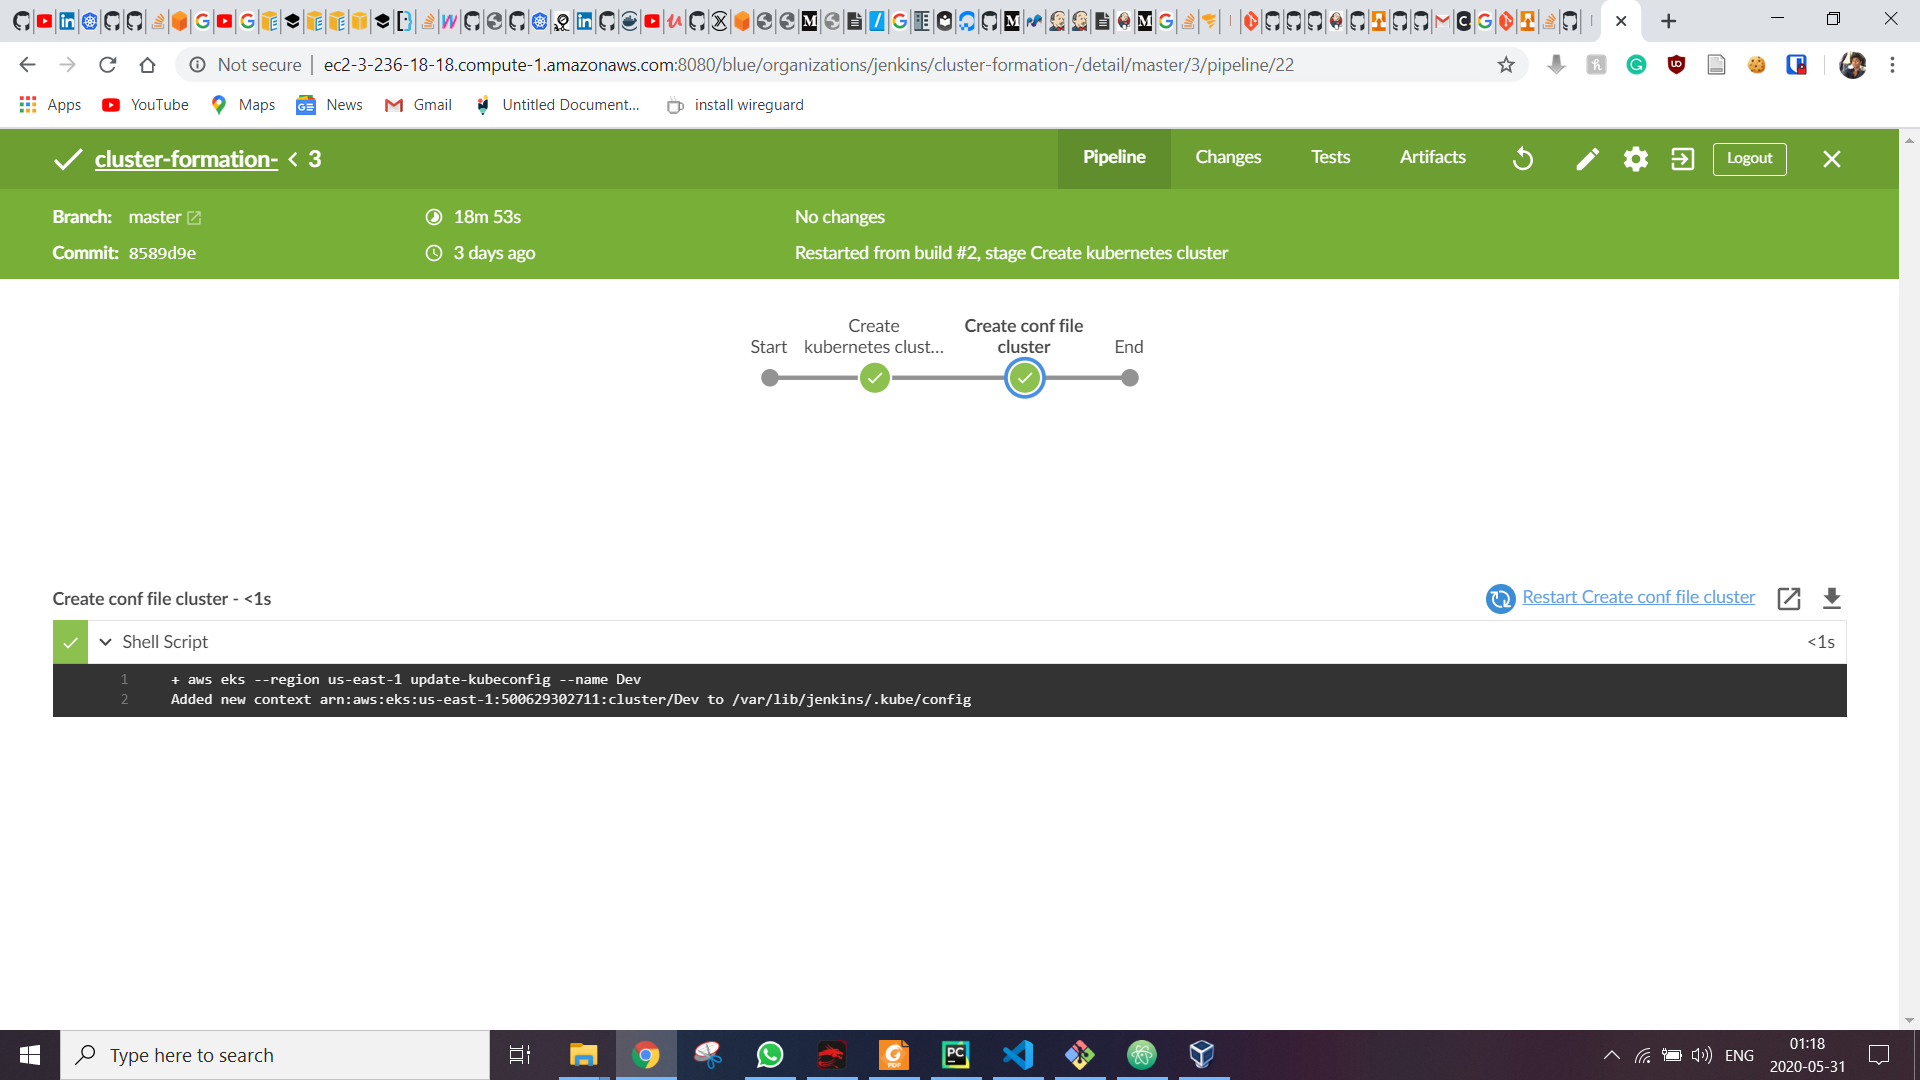 Not secure | ec2-3-236-18-18.compute-1.amazonaws.com:8080/blue/organizations/jenkins/cluster-formation-/detail/master/3/pipeline/22
Apps YouTube Maps News Gmail Untitled Document... install wireguard
cluster-formation- < 3 Pipeline Changes Tests Artifacts Logout
Branch: master 18m 53s No changes
Commit: 8589d9e 3 days ago Restarted from build #2, stage Create kubernetes cluster
Start
Create
kubernetes clust...
Create conf file
cluster
End
Create conf file cluster - <1s Restart Create conf file cluster
Shell Script <1s
1 + aws eks --region us-east-1 update-kubeconfig --name Dev
2 Added new context arn:aws:eks:us-east-1:500629302711:cluster/Dev to /var/lib/jenkins/.kube/config
Type here to search
ENG
01:18
2020-05-31